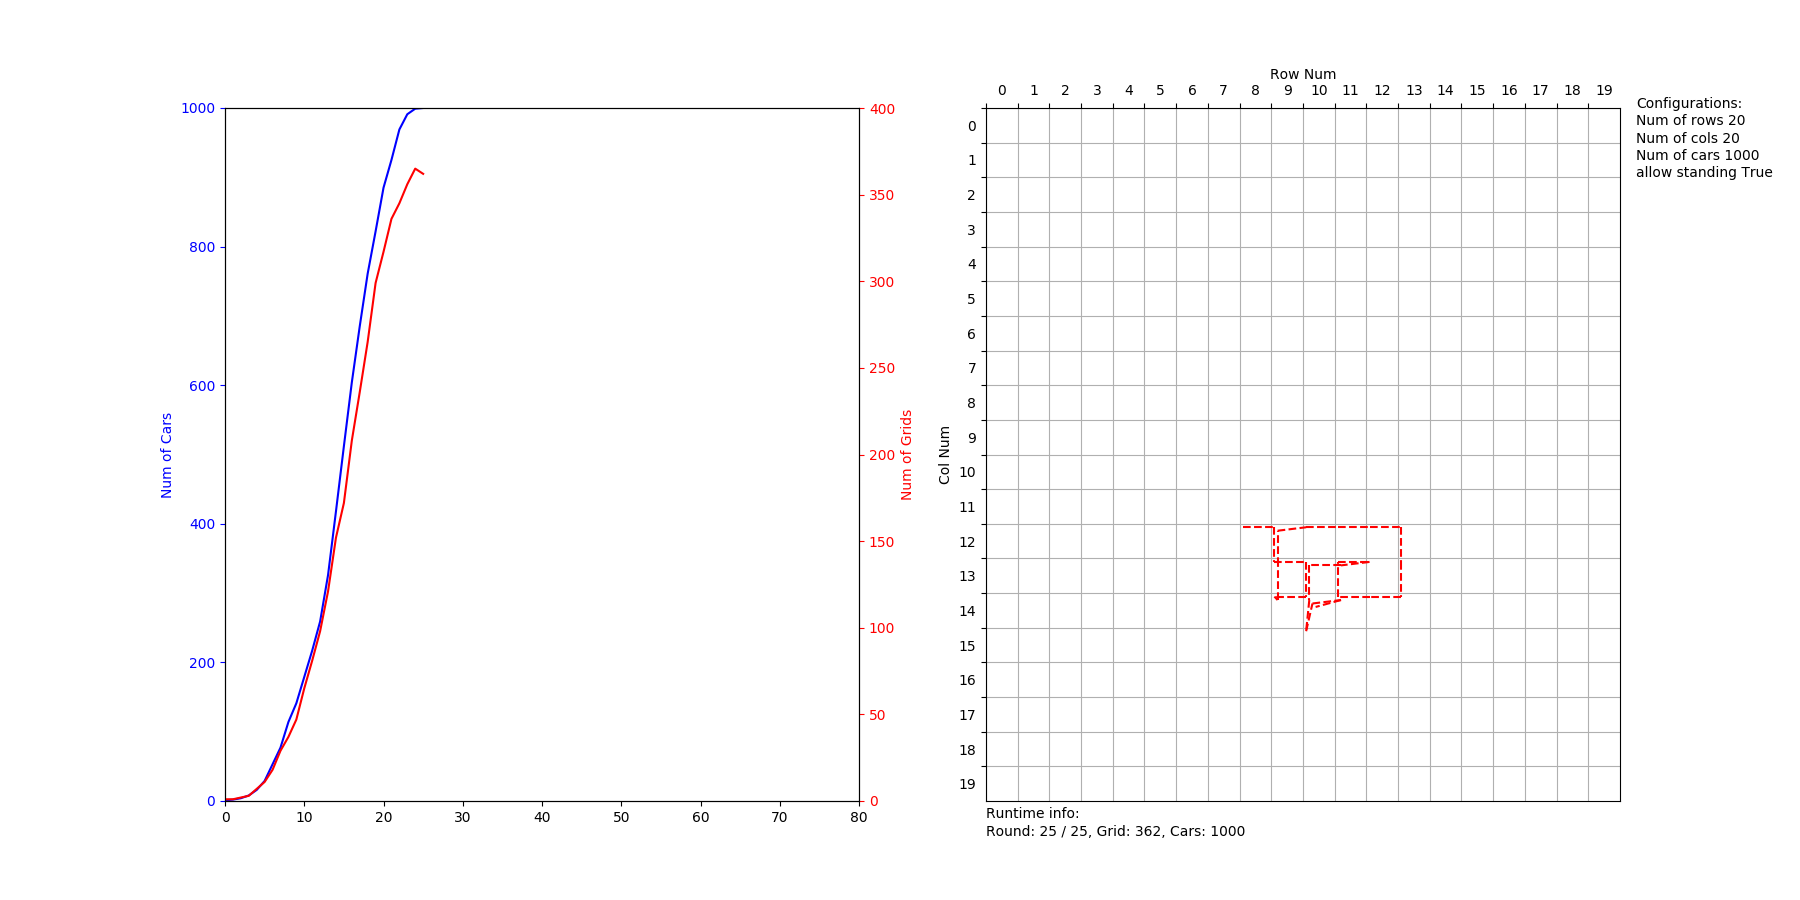 1000
800
600
400
200
0
Num of Cars
0 10 20 30 40 50 60 70 80
400
350
300
250
200
150
100
50
0
Num of Grids
Row Num
0 1 2 3 4 5 6 7 8 9 10 11 12 13 14 15 16 17 18 19
Col Num
0
1
2
3
4
5
6
7
8
9
10
11
12
13
14
15
16
17
18
19
Configurations:
Num of rows 20
Num of cols 20
Num of cars 1000
allow standing True
Runtime info:
Round: 25 / 25, Grid: 362, Cars: 1000